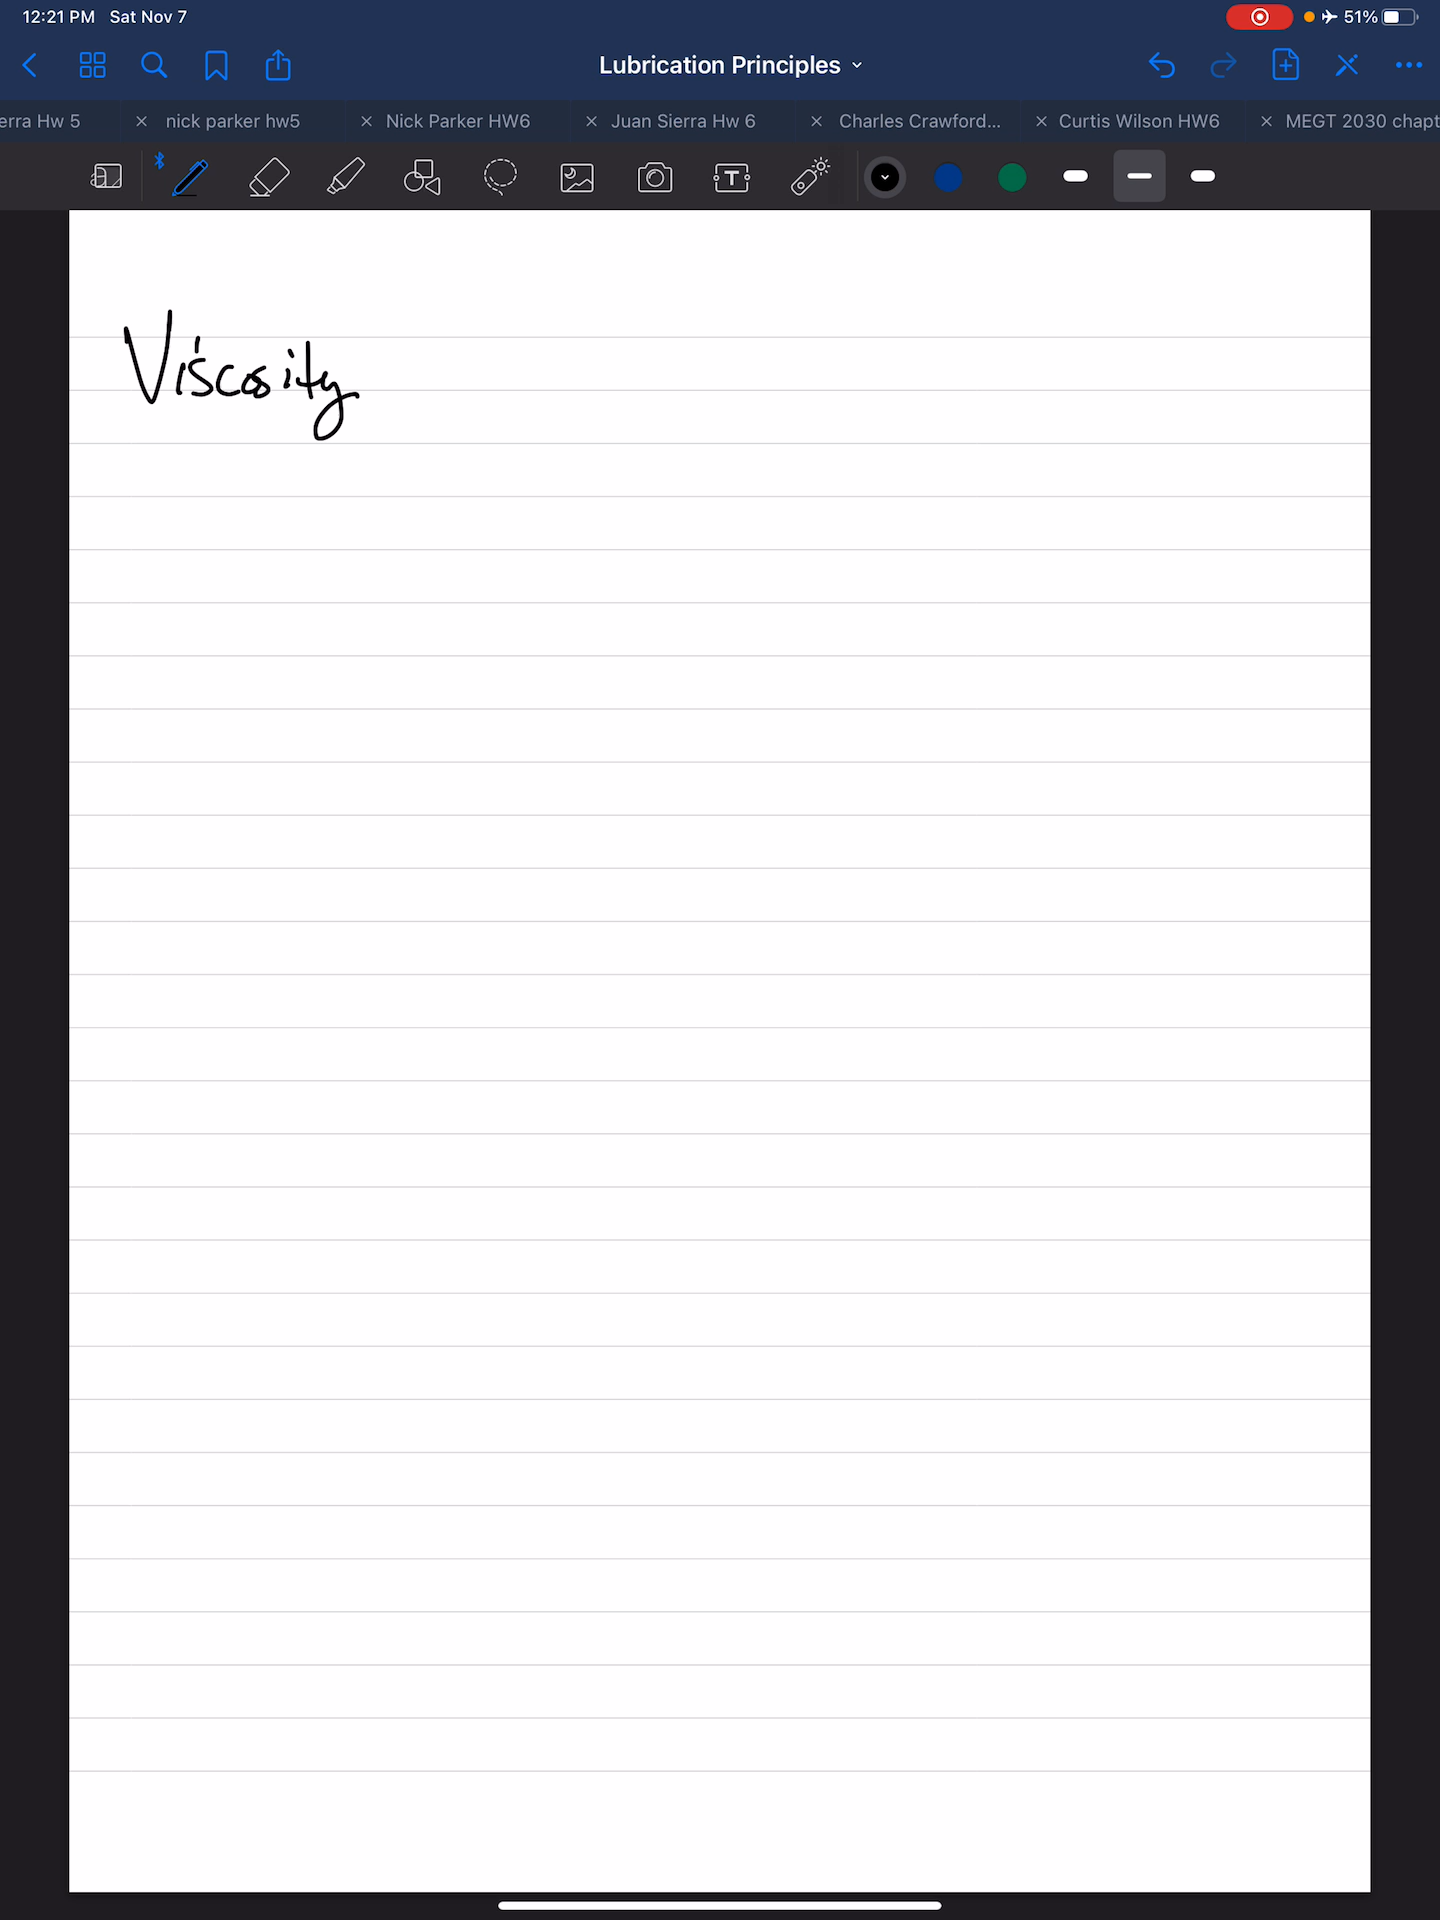 12:21 PM Sat Nov 7
51%
Lubrication Principles
erra Hw 5
nick parker hw5
Nick Parker HW6
Juan Sierra Hw 6
Charles Crawford...
Curtis Wilson HW6
MEGT 2030 chapt
T
Viscosity